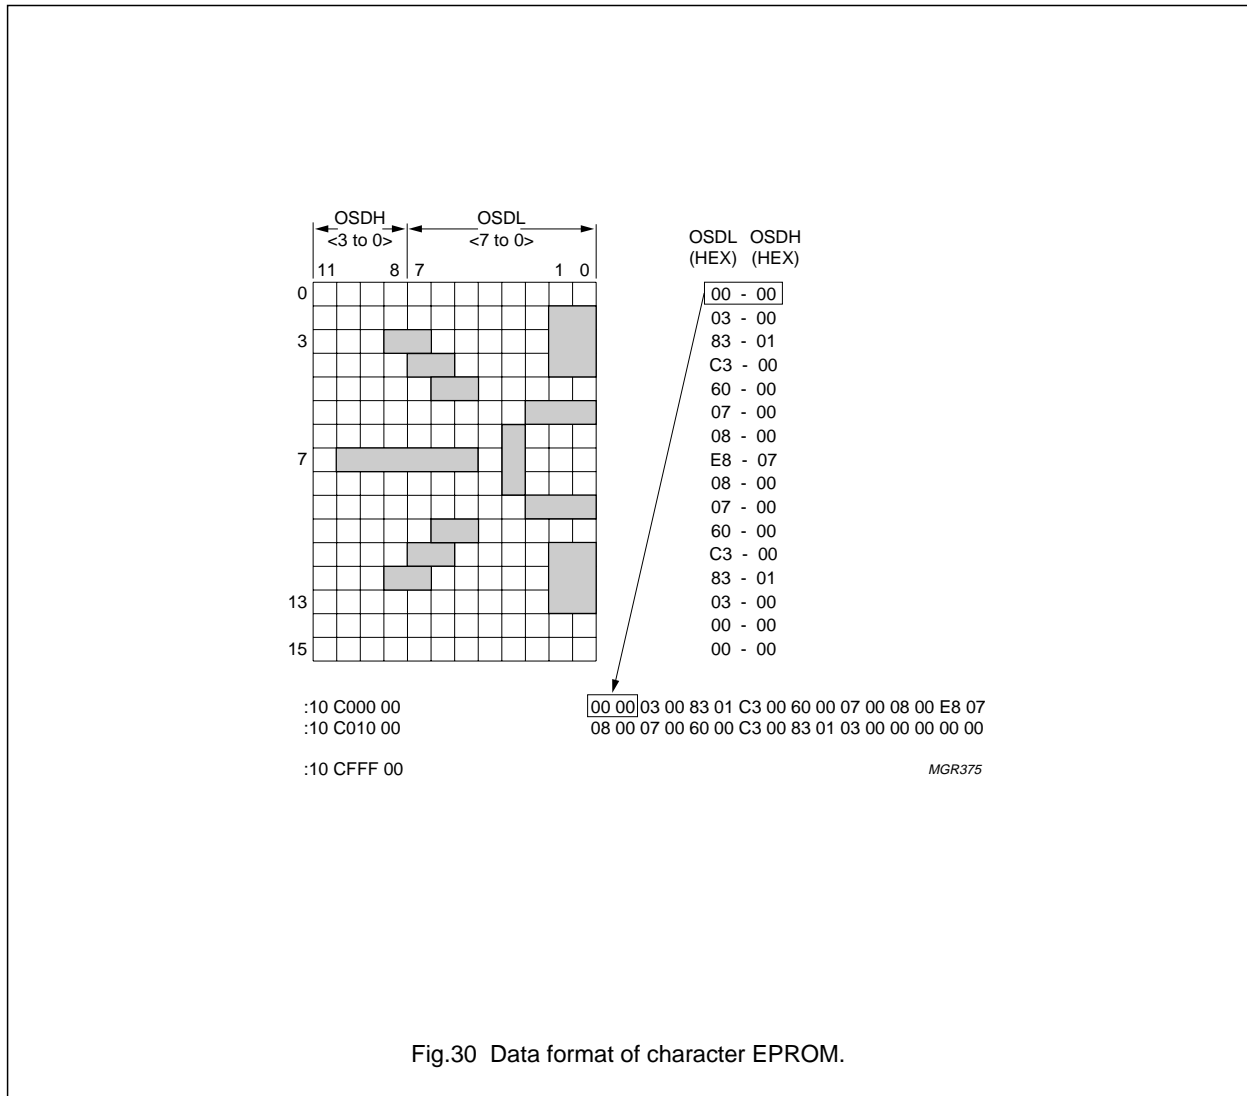 OSDH OSDL
<3 to 0> <7 to 0>
11 8 7 1 0
0
3
7
13
15
OSDL OSDH
(HEX) (HEX)
00 - 00
03 - 00
83 - 01
C3 - 00
60 - 00
07 - 00
08 - 00
E8 - 07
08 - 00
07 - 00
60 - 00
C3 - 00
83 - 01
03 - 00
00 - 00
00 - 00
:10 C000 00 00 00 03 00 83 01 C3 00 60 00 07 00 08 00 E8 07
:10 C010 00 08 00 07 00 60 00 C3 00 83 01 03 00 00 00 00 00
:10 CFFF 00
MGR375
Fig.30 Data format of character EPROM.